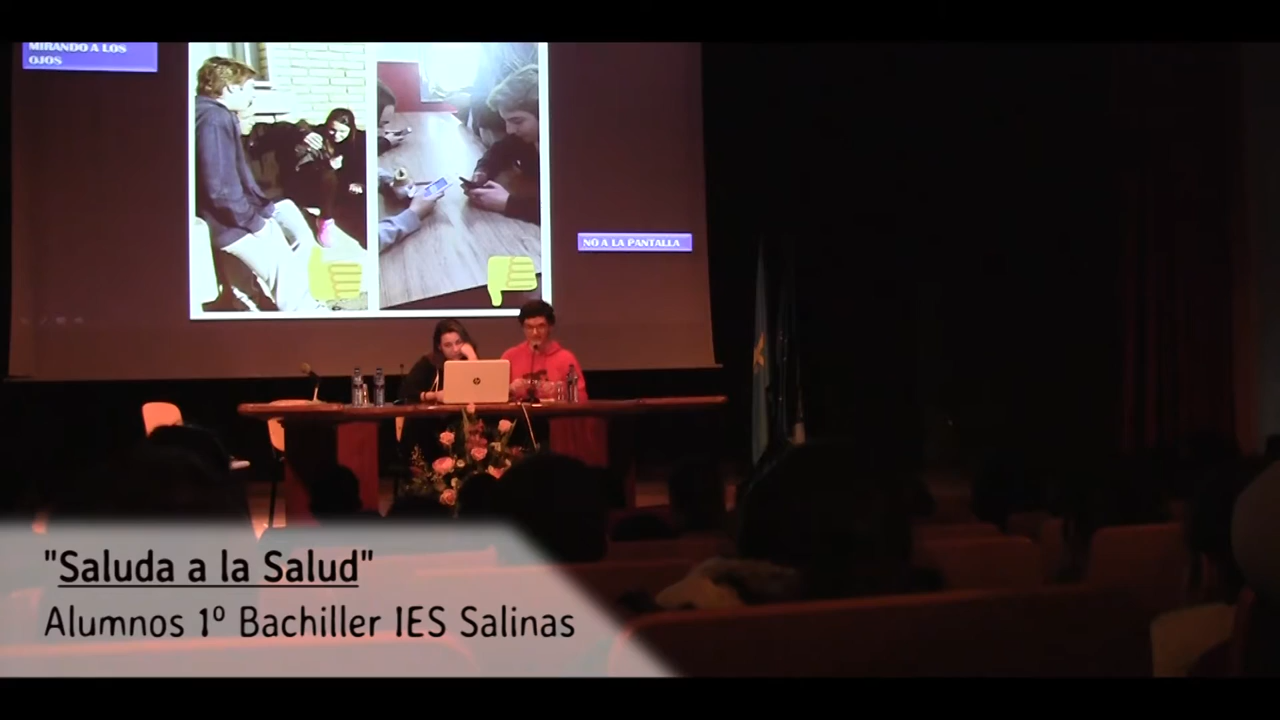 MIRANDO A LOS
OJOS
NO A LA PANTALLA
"Saluda a la Salud"
Alumnos 1º Bachiller IES Salinas